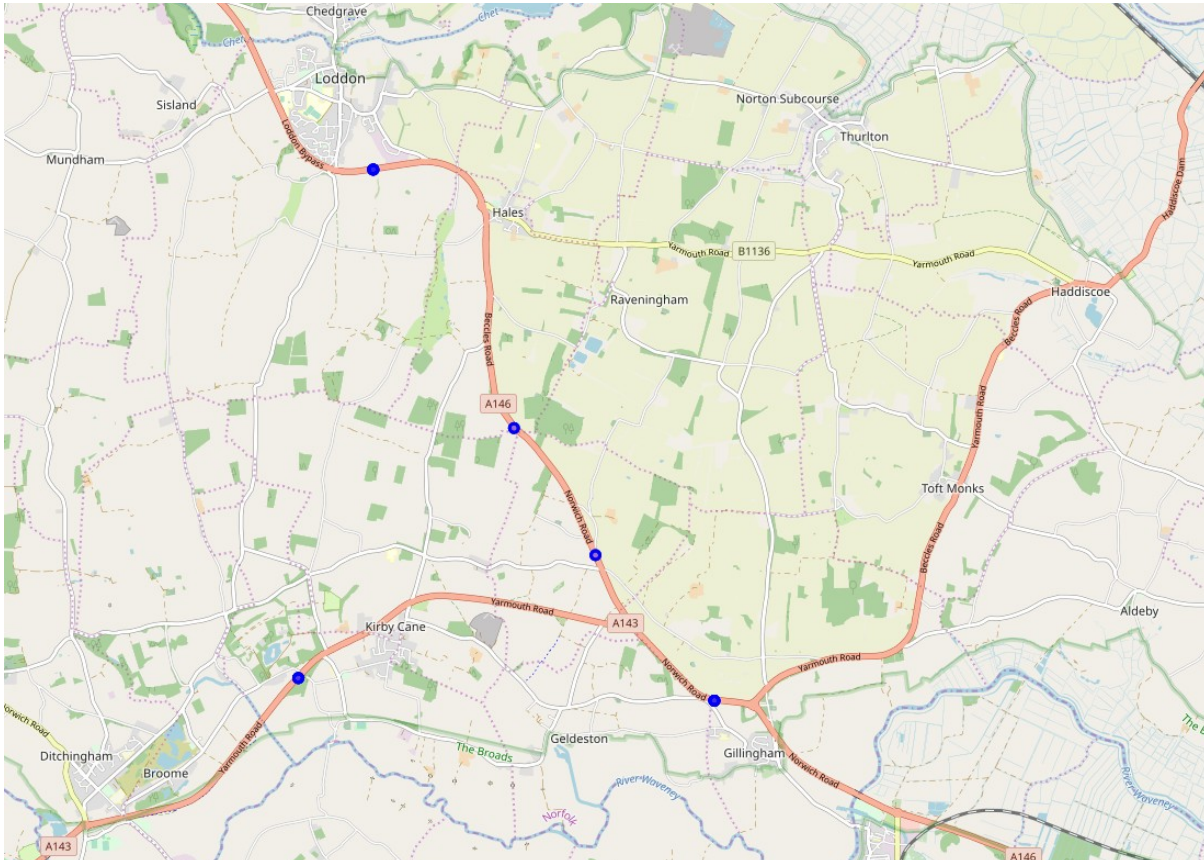 Chedgrave
Chet
Chet
Loddon
Sisland
Mundham
Loddon Bypass
Norton Subcourse
Thurlton
Hales
Yarmouth Road
B1136
Yarmouth Road
Haddiscoe Dam
Raveningham
Haddiscoe
Beccles Road
Beccles Road
A146
Yarmouth Road
Toft Monks
Norwich Road
Beccles Road
Yarmouth Road
Aldeby
Kirby Cane
A143
Yarmouth Road
Norwich Road
Norwich Road
Yarmouth Road
Ditchingham
The Broads
Geldeston
Gillingham
Broome
Norwich Road
River Waveney
River Waveney
Norfolk
A143
A146